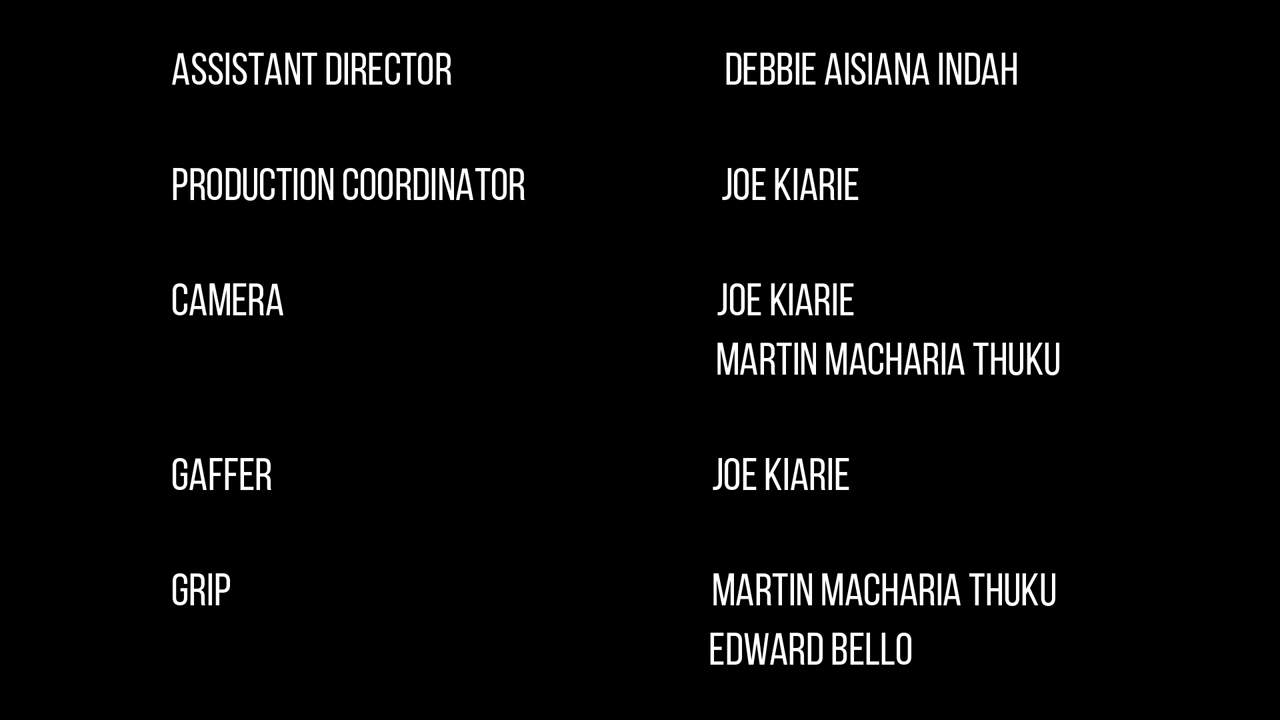 ASSISTANT DIRECTOR DEBBIE AISIANA INDAH
PRODUCTION COORDINATOR JOE KIARIE
CAMERA JOE KIARIE
MARTIN MACHARIA THUKU
GAFFER JOE KIARIE
GRIP MARTIN MACHARIA THUKU
EDWARD BELLO